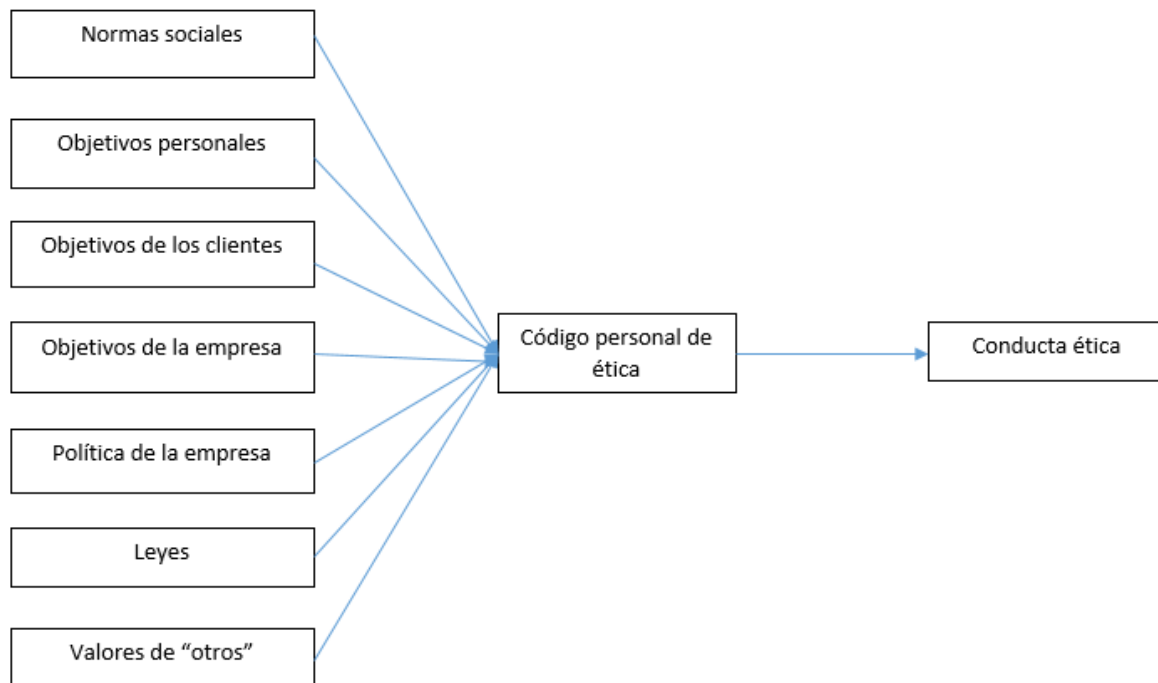 Normas sociales
Objetivos personales
Objetivos de los clientes
Objetivos de la empresa
Política de la empresa
Leyes
Valores de “otros”
Código personal de
ética
Conducta ética